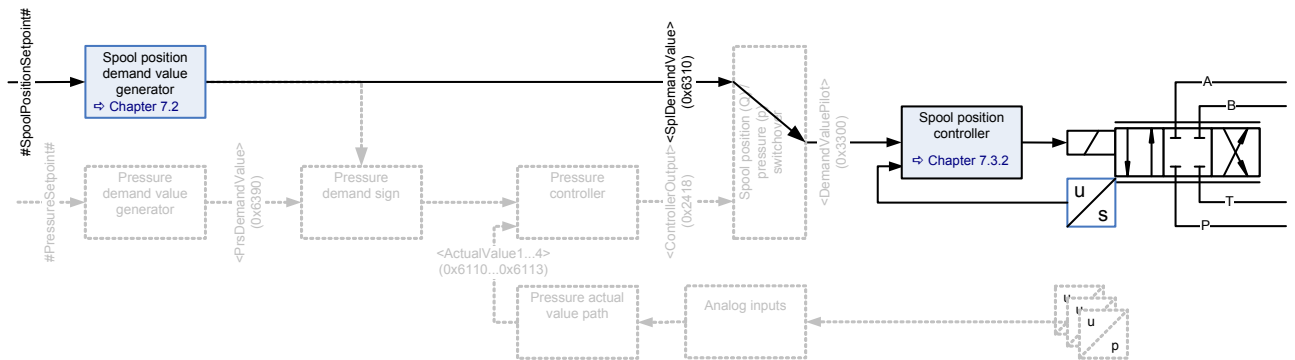 #SpoolPositionSetpoint#
Spool position
demand value
generator
⇨ Chapter 7.2
<SplDemandValue>
(0x6310)
Spool position (Q)/
pressure (p)
switchover
<DemandValuePilot>
(0x3300)
Spool position
controller
⇨ Chapter 7.3.2
A
B
T
P
u
s
#PressureSetpoint#
Pressure
demand value
generator
<PrsDemandValue>
(0x6390)
Pressure
demand sign
Pressure
controller
<ControllerOutput>
(0x2418)
<ActualValue1...4>
(0x6110...0x6113)
Pressure actual
value path
Analog inputs
u
u
u
p